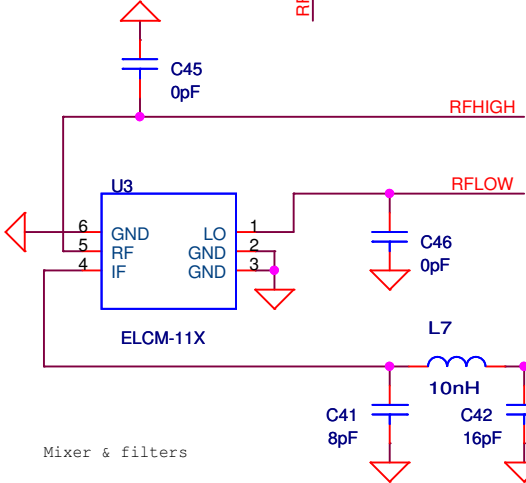 RF
C45
0pF
RFHIGH
U3
RFLOW
6 GND LO 1
5 RF GND 2
4 IF GND 3
C46
0pF
ELCM-11X
L7
10nH
C41
8pF
C42
16pF
Mixer & filters